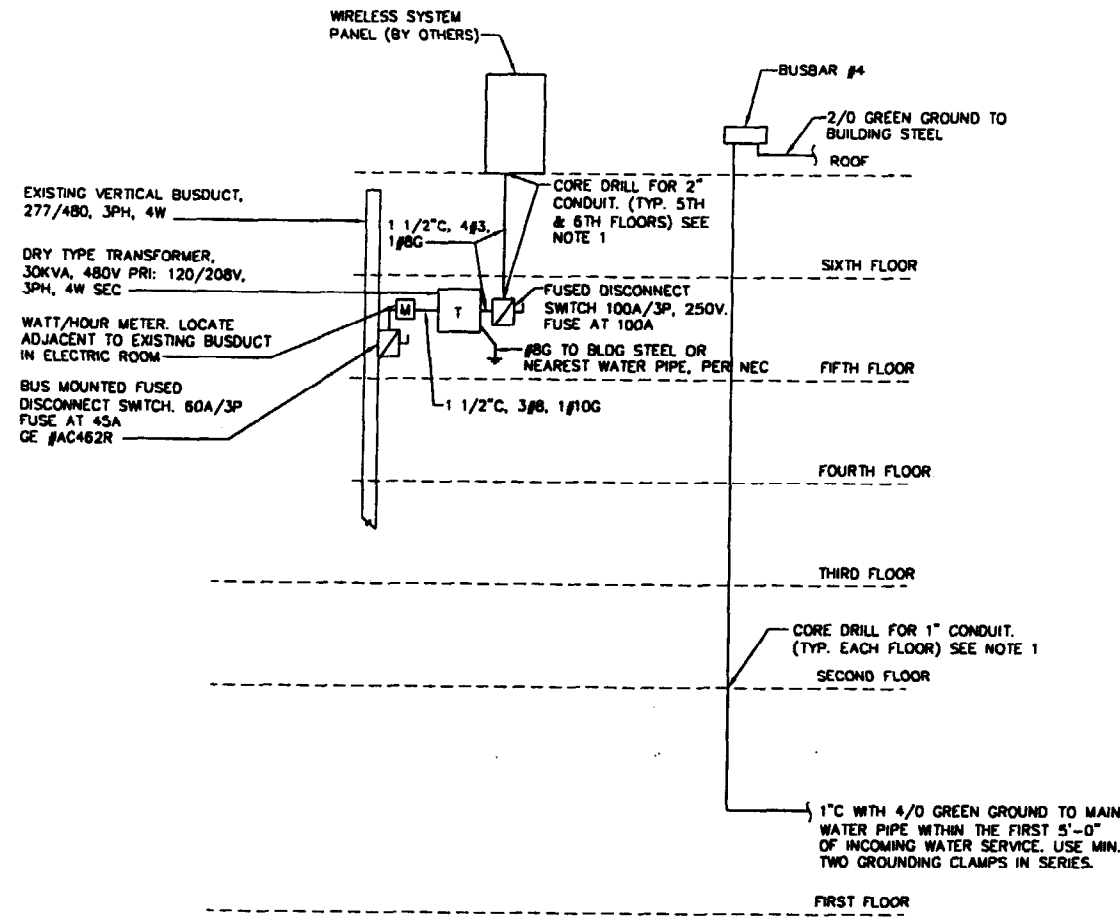 WIRELESS SYSTEM
PANEL (BY OTHERS)
BUSBAR #4
2/0 GREEN GROUND TO
BUILDING STEEL
ROOF
EXISTING VERTICAL BUSDUCT,
277/480, 3PH, 4W
1 1/2"C, 4#3,
1#8G
CORE DRILL FOR 2"
CONDUIT. (TYP. 5TH
& 6TH FLOORS) SEE
NOTE 1
DRY TYPE TRANSFORMER,
30KVA, 480V PRI: 120/208V,
3PH, 4W SEC
SIXTH FLOOR
M
T
FUSED DISCONNECT
SWITCH 100A/3P, 250V.
FUSE AT 100A
WATT/HOUR METER. LOCATE
ADJACENT TO EXISTING BUSDUCT
IN ELECTRIC ROOM
#8G TO BLDG STEEL OR
NEAREST WATER PIPE, PER NEC
FIFTH FLOOR
BUS MOUNTED FUSED
DISCONNECT SWITCH. 60A/3P
FUSE AT 45A
GE #AC462R
1 1/2"C, 3#8, 1#10G
FOURTH FLOOR
THIRD FLOOR
CORE DRILL FOR 1" CONDUIT.
(TYP. EACH FLOOR) SEE NOTE 1
SECOND FLOOR
1"C WITH 4/0 GREEN GROUND TO MAIN
WATER PIPE WITHIN THE FIRST 5'-0"
OF INCOMING WATER SERVICE. USE MIN.
TWO GROUNDING CLAMPS IN SERIES.
FIRST FLOOR